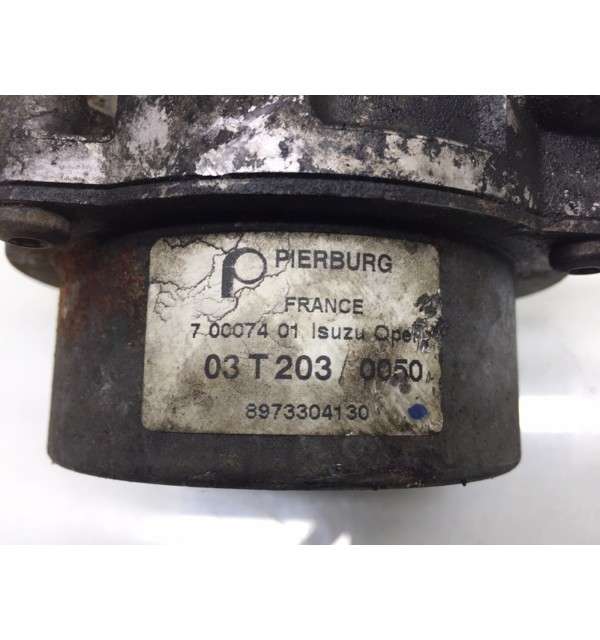 PIERBURG
FRANCE
7 00074 01 Isuzu Opel
03 T 203 / 0050
8973304130